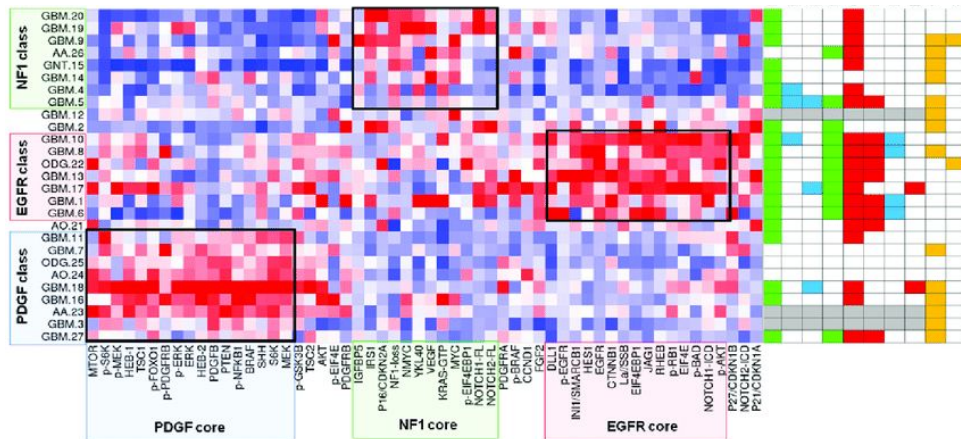 NF1 class
EGFR class
PDGF class
GBM.20
GBM.19
GBM.9
AA.26
GNT.15
GBM.14
GBM.4
GBM.5
GBM.12
GBM.2
GBM.10
GBM.8
ODG.22
GBM.13
GBM.17
GBM.1
GBM.6
AO.21
GBM.11
GBM.7
ODG.25
AO.24
GBM.18
GBM.16
AA.23
GBM.3
GBM.27
MTOR
p-S6K
p-MEK
HEB-1
TSC1
p-FOXO1
p-PDGFRB
p-ERK
ERK
HEB-2
PDGFB
PTEN
p-NFKB1
BRAF
SHH
S6K
MEK
p-GSK3B
TSC2
AKT
p-EIF4E
PDGFRB
IGFBP5
IRS1
P16/CDKN2A
NF1-loss
NMYC
YKL40
VEGF
KRAS-GTP
MYC
p-EIF4EBP1
NOTCH1-FL
NOTCH2-FL
PDGFRA
p-BRAF
CCND1
FGF2
DLL1
p-EGFR
INI1/SMARCB1
HES1
EGFR
CTNNB1
La/SSB
EIF4EBP1
JAG1
RHEB
p-RB1
EIF4E
p-BAD
NOTCH1-ICD
p-AKT
P27/CDKN1B
NOTCH2-ICD
P21/CDKN1A
PDGF core
NF1 core
EGFR core